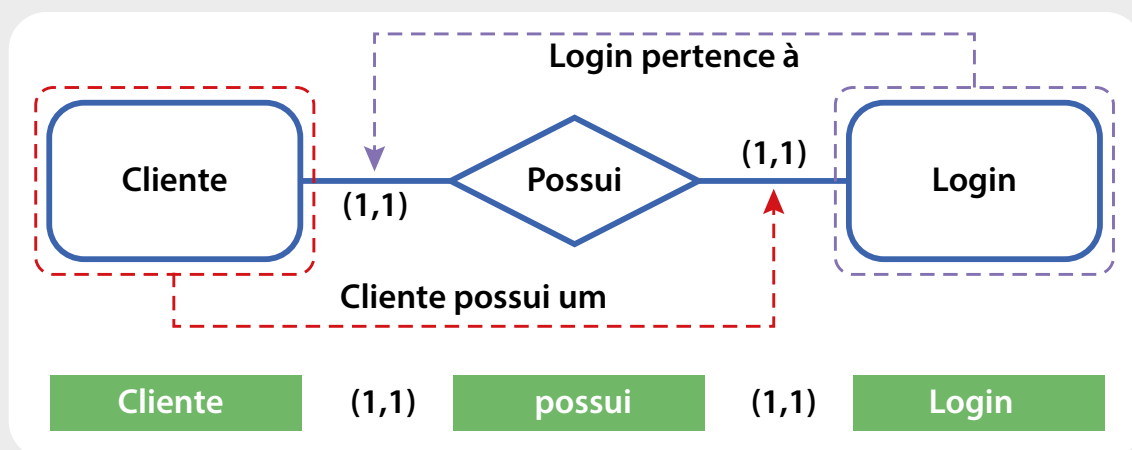 Login pertence à
Cliente
(1,1)
Possui
(1,1)
Login
Cliente possui um
Cliente (1,1) possui (1,1) Login